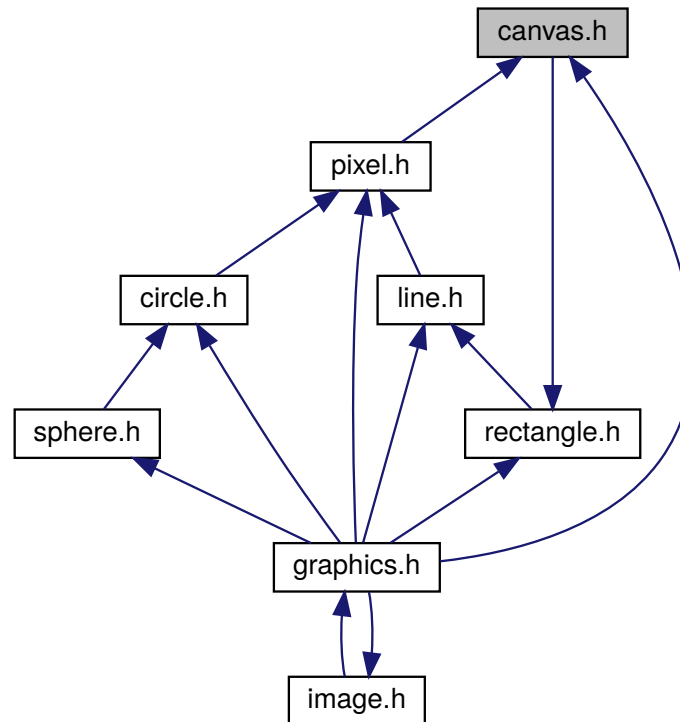 canvas.h
pixel.h
circle.h
line.h
sphere.h
rectangle.h
graphics.h
image.h